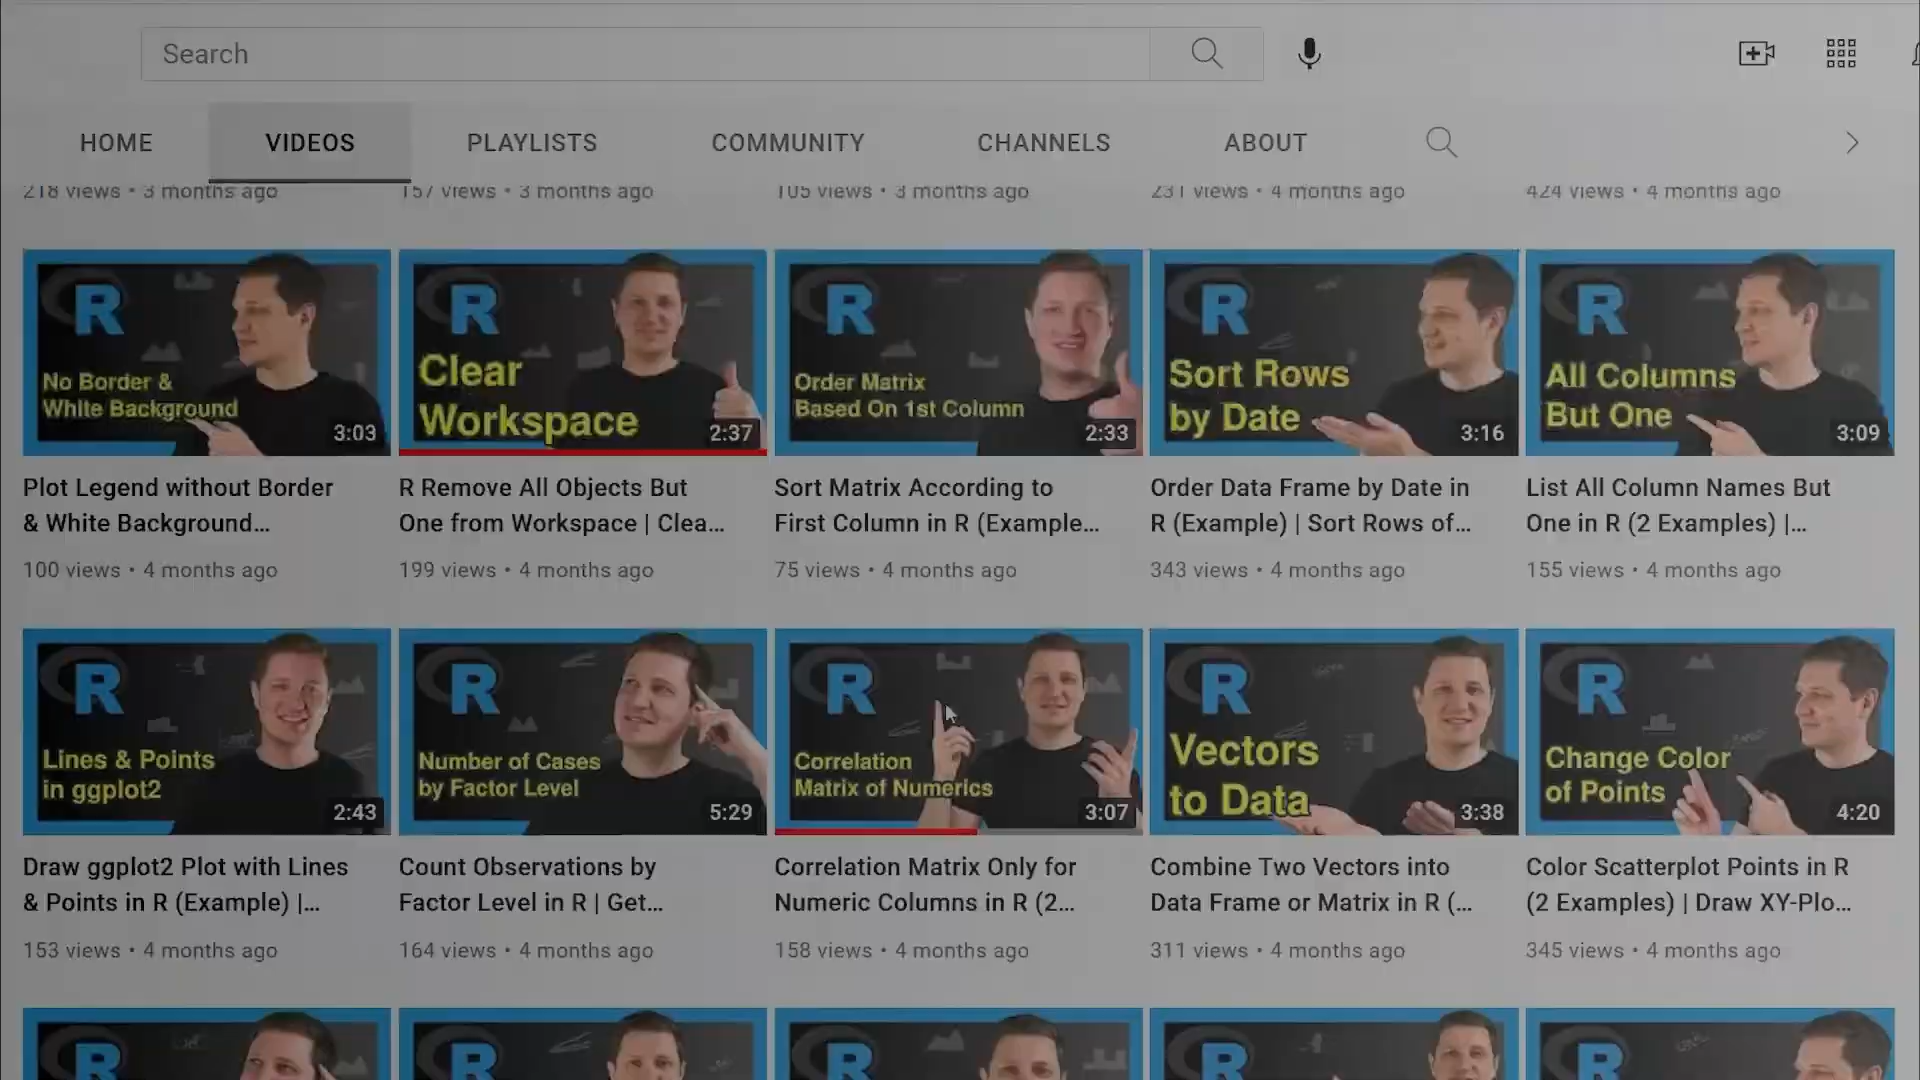 Search
HOME VIDEOS PLAYLISTS COMMUNITY CHANNELS ABOUT
218 views • 3 months ago
157 views • 3 months ago
105 views • 3 months ago
231 views • 4 months ago
424 views • 4 months ago
R
No Border &
White Background
3:03
R
Clear
Workspace
2:37
R
Order Matrix
Based On 1st Column
2:33
R
Sort Rows
by Date
3:16
R
All Columns
But One
3:09
Plot Legend without Border
& White Background...
100 views • 4 months ago
R Remove All Objects But
One from Workspace | Clea...
199 views • 4 months ago
Sort Matrix According to
First Column in R (Example...
75 views • 4 months ago
Order Data Frame by Date in
R (Example) | Sort Rows of...
343 views • 4 months ago
List All Column Names But
One in R (2 Examples) |...
155 views • 4 months ago
R
Lines & Points
in ggplot2
2:43
R
Number of Cases
by Factor Level
5:29
R
Correlation
Matrix of Numerics
3:07
R
Vectors
to Data
3:38
R
Change Color
of Points
4:20
Draw ggplot2 Plot with Lines
& Points in R (Example) |...
153 views • 4 months ago
Count Observations by
Factor Level in R | Get...
164 views • 4 months ago
Correlation Matrix Only for
Numeric Columns in R (2...
158 views • 4 months ago
Combine Two Vectors into
Data Frame or Matrix in R (...
311 views • 4 months ago
Color Scatterplot Points in R
(2 Examples) | Draw XY-Plo...
345 views • 4 months ago
R
R
R
R
R